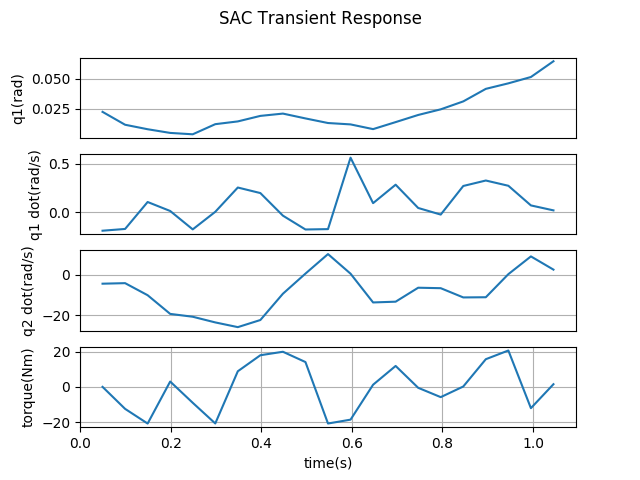 SAC Transient Response
q1(rad)
0.050
0.025
q1 dot(rad/s)
0.5
0.0
q2 dot(rad/s)
0
−20
torque(Nm)
20
0
−20
0.0 0.2 0.4 0.6 0.8 1.0
time(s)